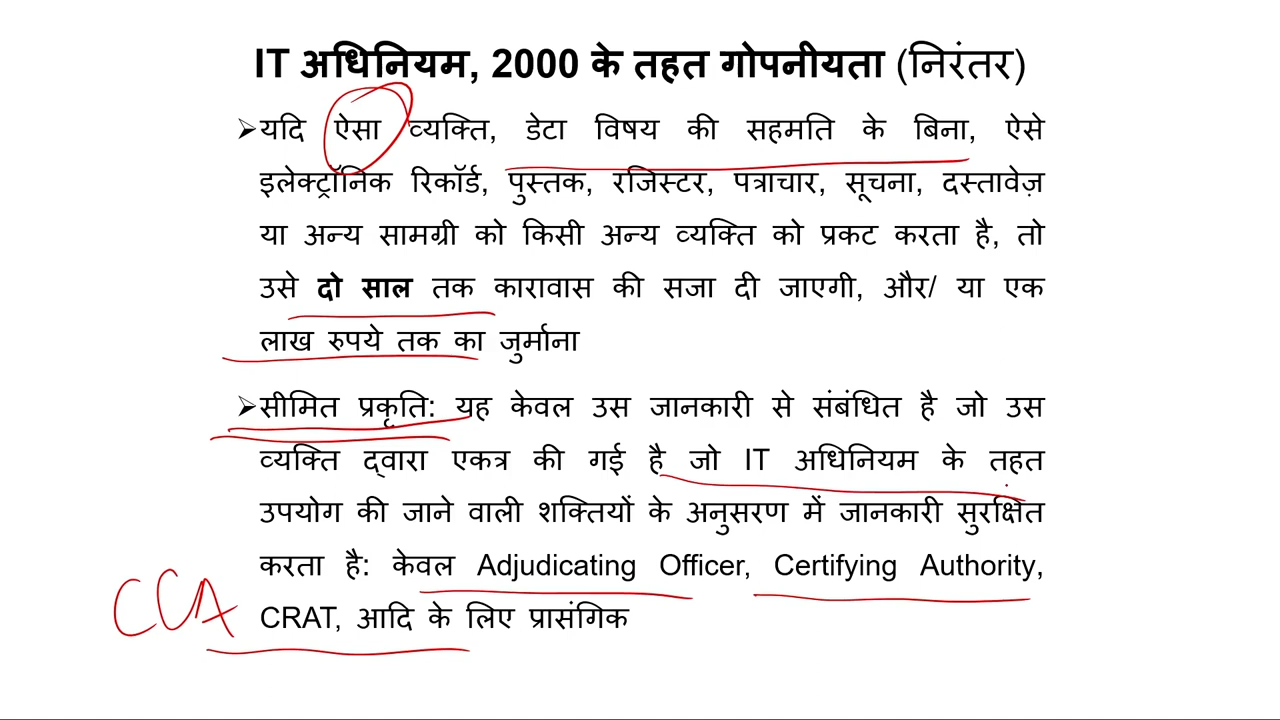 IT अधिनियम, 2000 के तहत गोपनीयता (निरंतर)
➢यदि ऐसा व्यक्ति, डेटा विषय की सहमति के बिना, ऐसे
इलेक्ट्रॉनिक रिकॉर्ड, पुस्तक, रजिस्टर, पत्राचार, सूचना, दस्तावेज़
या अन्य सामग्री को किसी अन्य व्यक्ति को प्रकट करता है, तो
उसे दो साल तक कारावास की सजा दी जाएगी, और/ या एक
लाख रुपये तक का जुर्माना
➢सीमित प्रकृति: यह केवल उस जानकारी से संबंधित है जो उस
व्यक्ति द्वारा एकत्र की गई है जो IT अधिनियम के तहत
उपयोग की जाने वाली शक्तियों के अनुसरण में जानकारी सुरक्षित
करता है: केवल Adjudicating Officer, Certifying Authority,
CCA
CRAT, आदि के लिए प्रासंगिक